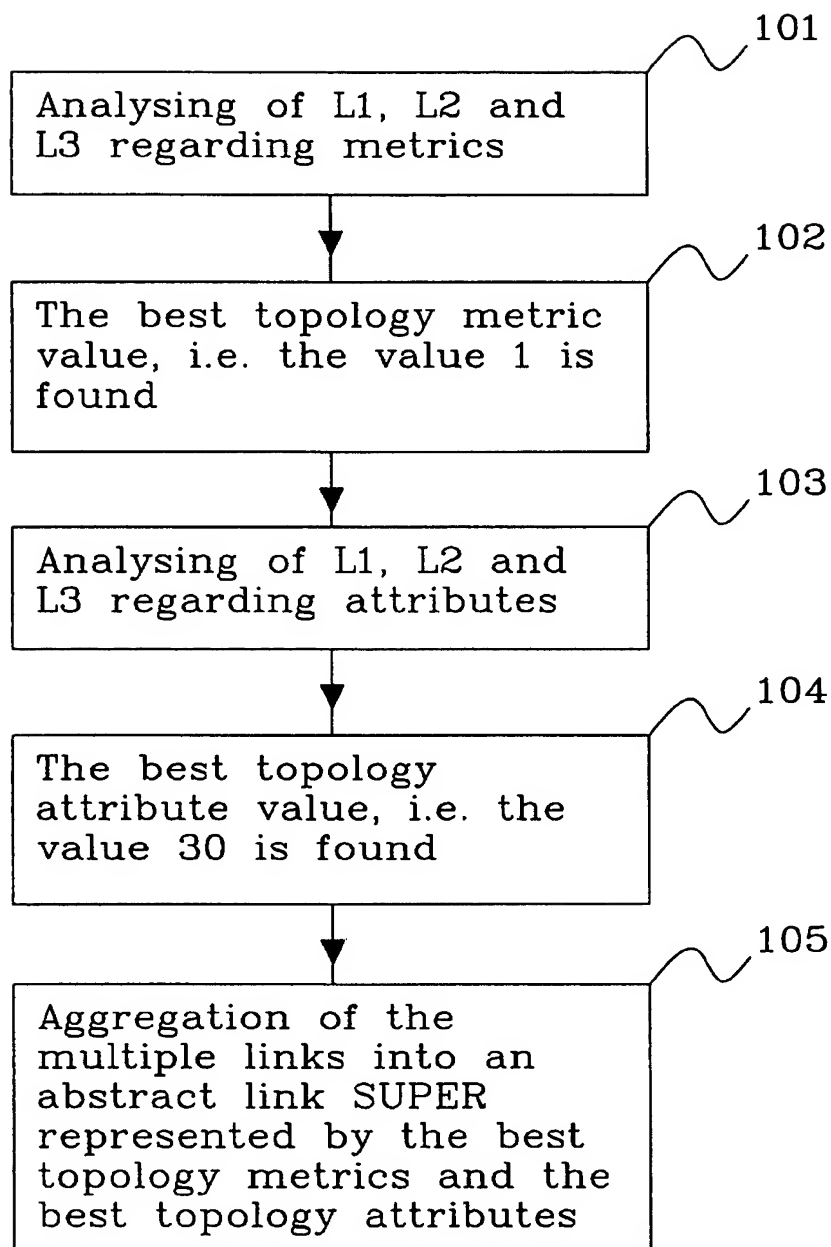 101
Analysing of L1, L2 and
L3 regarding metrics
102
The best topology metric
value, i.e. the value 1 is
found
103
Analysing of L1, L2 and
L3 regarding attributes
104
The best topology
attribute value, i.e. the
value 30 is found
105
Aggregation of the
multiple links into an
abstract link SUPER
represented by the best
topology metrics and the
best topology attributes